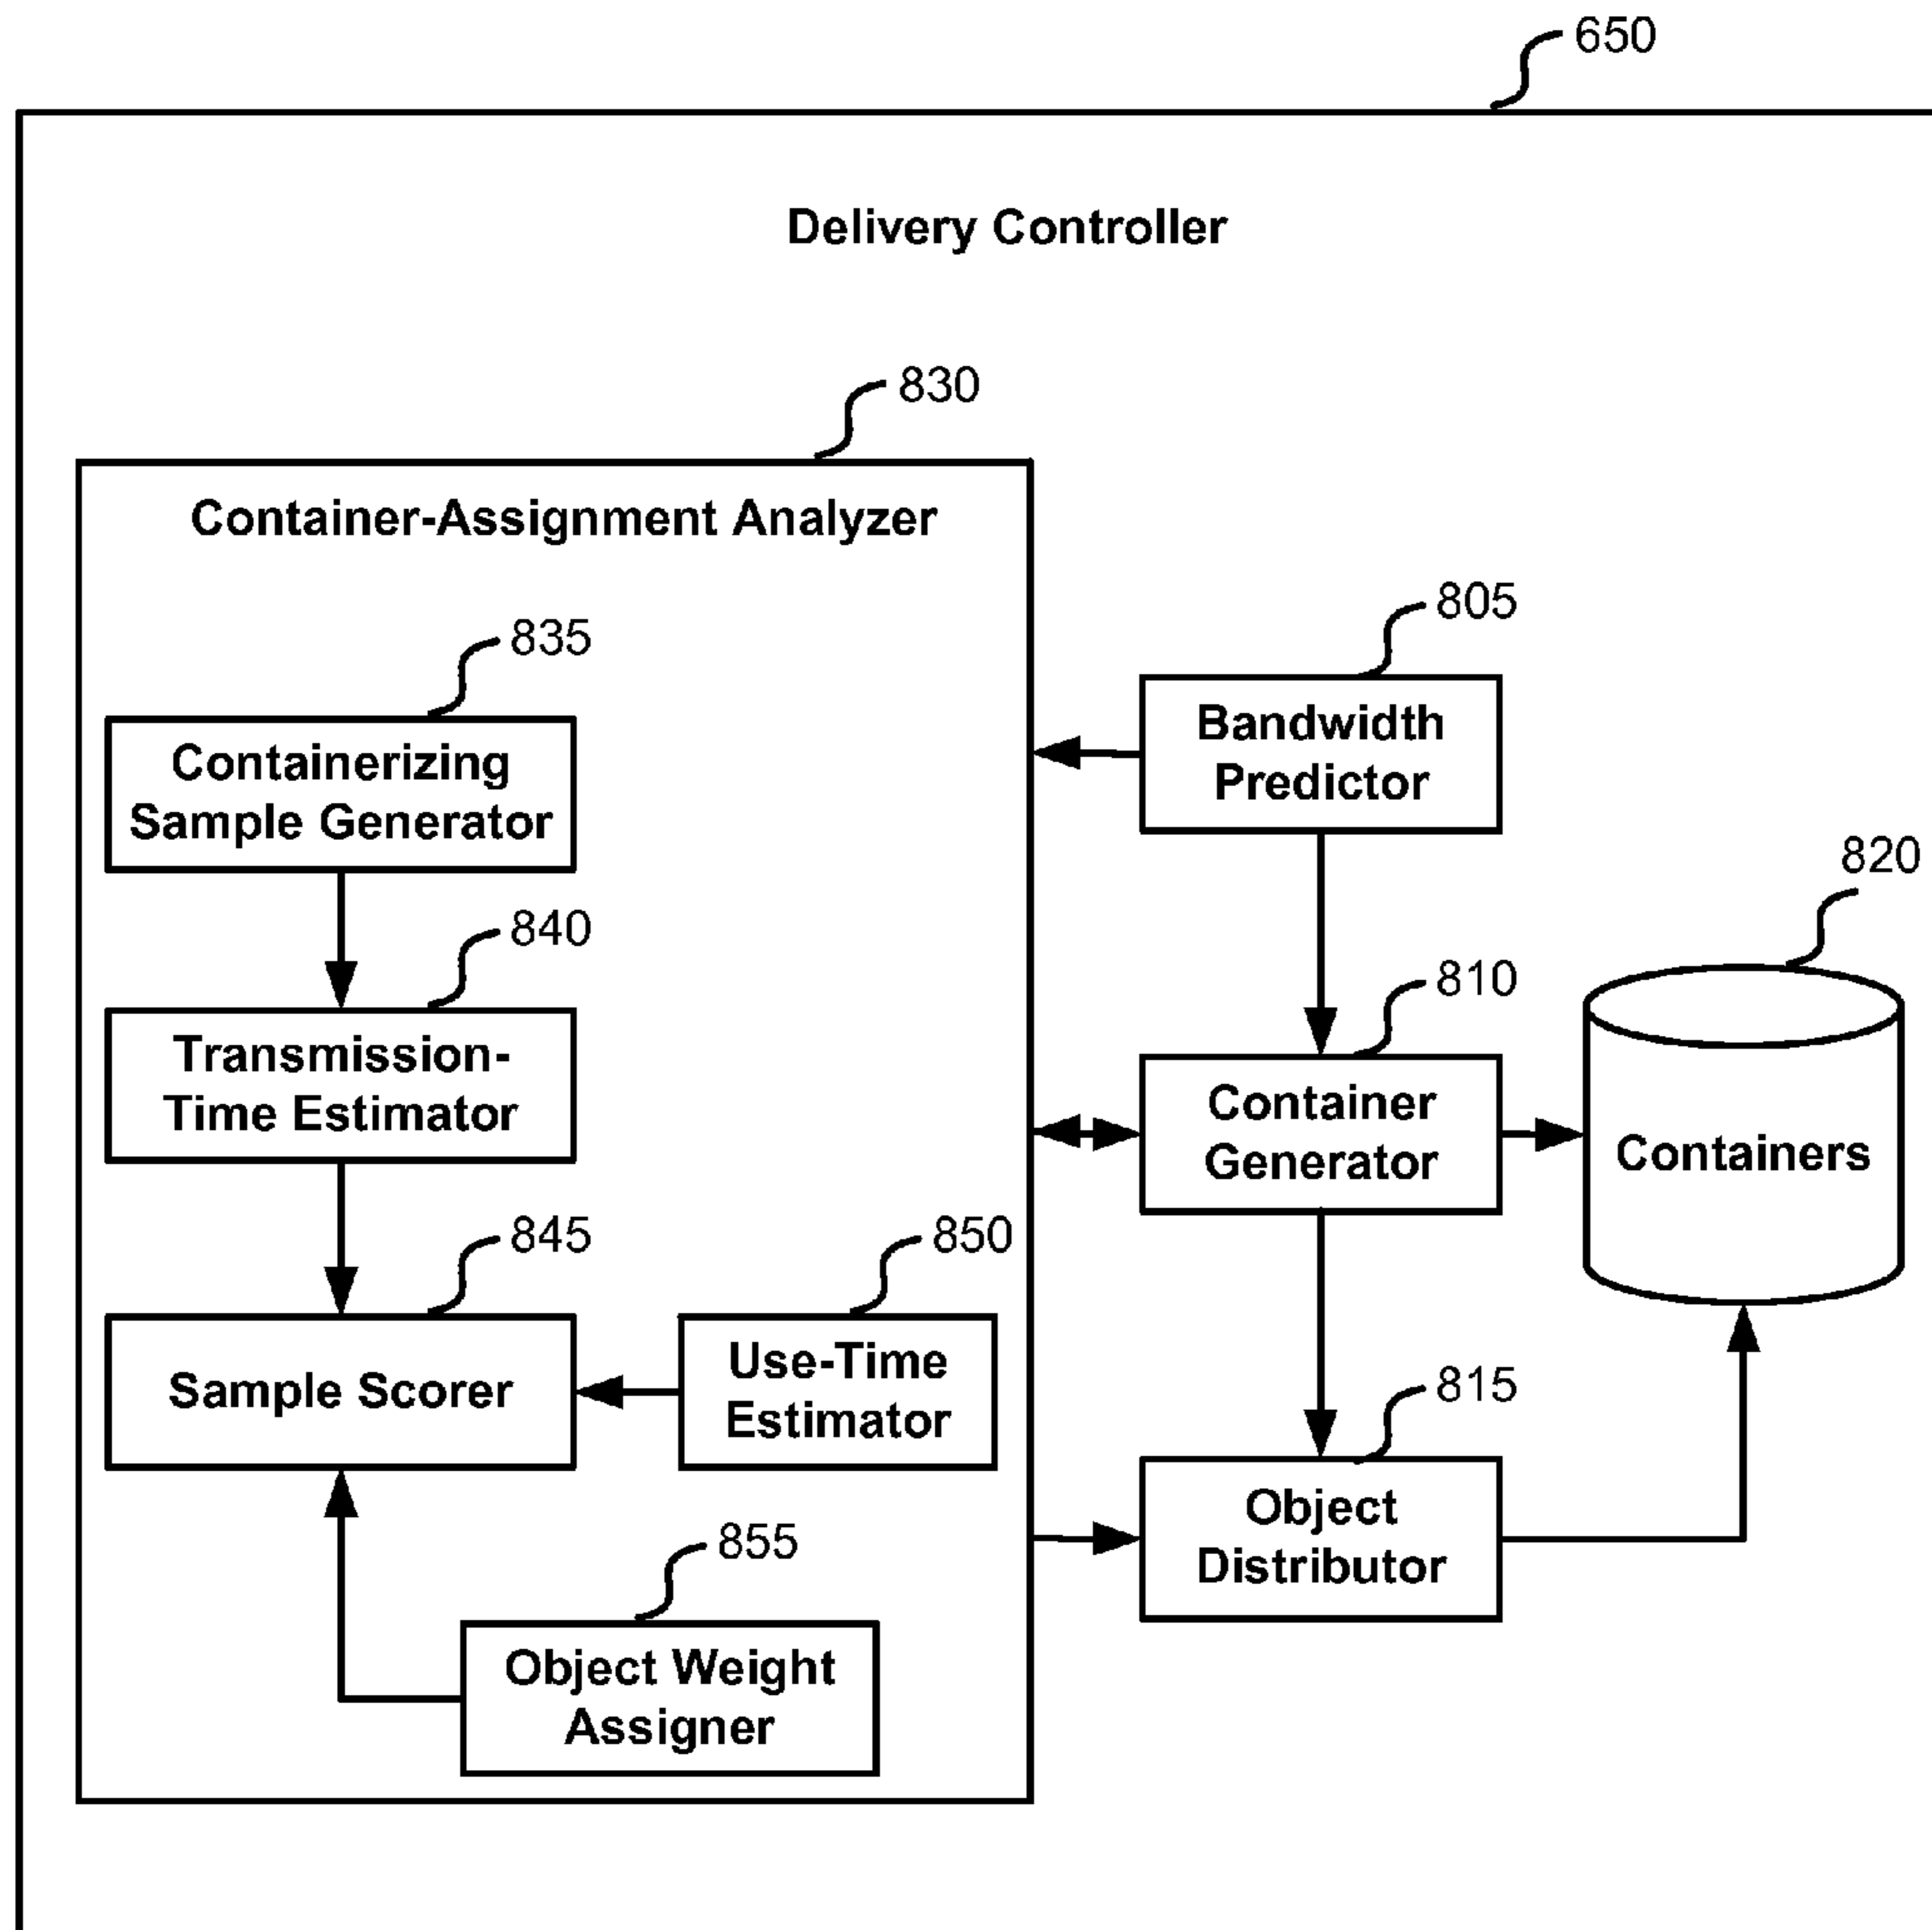 650
Delivery Controller
830
Container-Assignment Analyzer
835
Containerizing
Sample Generator
840
Transmission-
Time Estimator
845
Sample Scorer
850
Use-Time
Estimator
855
Object Weight
Assigner
805
Bandwidth
Predictor
810
Container
Generator
820
Containers
815
Object
Distributor